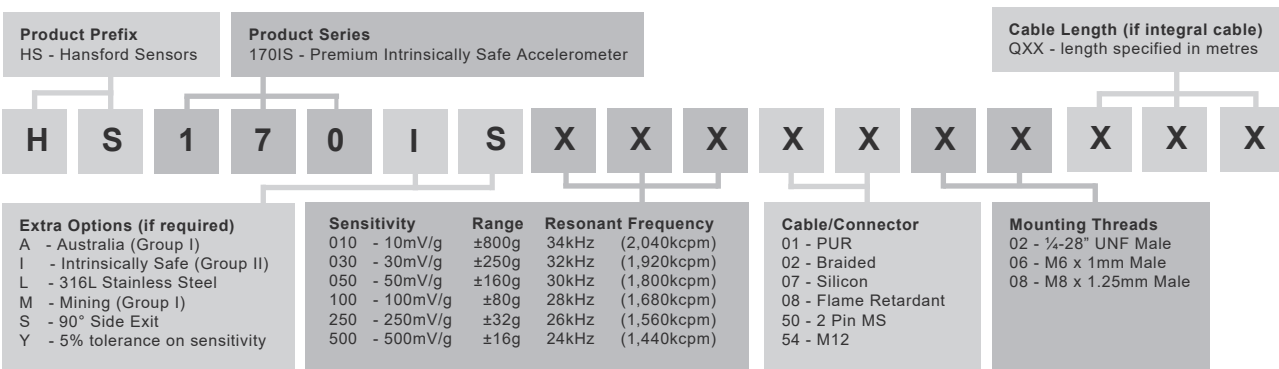 Product Prefix
HS - Hansford Sensors
Product Series
170IS - Premium Intrinsically Safe Accelerometer
Cable Length (if integral cable)
QXX - length specified in metres
H S 1 7 0 I S X X X X X X X X X X
Extra Options (if required)
A - Australia (Group I)
I - Intrinsically Safe (Group II)
L - 316L Stainless Steel
M - Mining (Group I)
S - 90° Side Exit
Y - 5% tolerance on sensitivity
Sensitivity Range Resonant Frequency
010 - 10mV/g ±800g 34kHz (2,040kcpm)
030 - 30mV/g ±250g 32kHz (1,920kcpm)
050 - 50mV/g ±160g 30kHz (1,800kcpm)
100 - 100mV/g ±80g 28kHz (1,680kcpm)
250 - 250mV/g ±32g 26kHz (1,560kcpm)
500 - 500mV/g ±16g 24kHz (1,440kcpm)
Cable/Connector
01 - PUR
02 - Braided
07 - Silicon
08 - Flame Retardant
50 - 2 Pin MS
54 - M12
Mounting Threads
02 - ¼-28” UNF Male
06 - M6 x 1mm Male
08 - M8 x 1.25mm Male